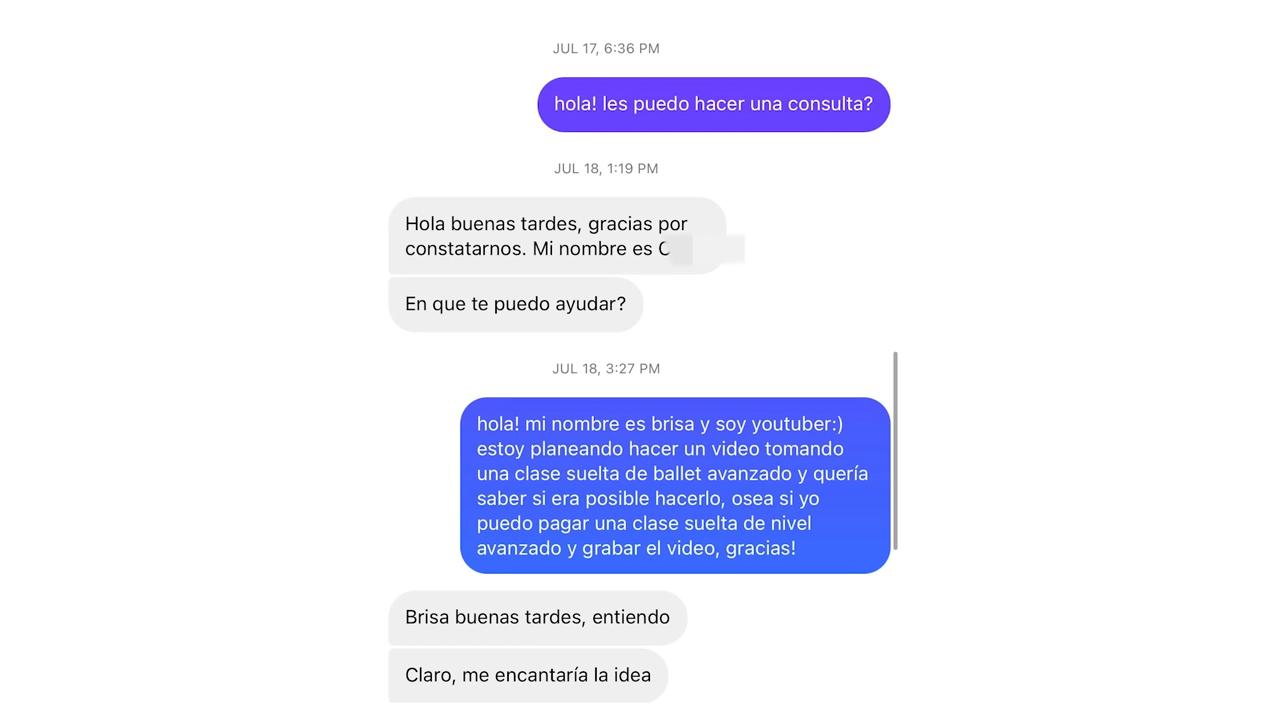 JUL 17, 6:36 PM
hola! les puedo hacer una consulta?
JUL 18, 1:19 PM
Hola buenas tardes, gracias por
constatarnos. Mi nombre es
En que te puedo ayudar?
JUL 18, 3:27 PM
hola! mi nombre es brisa y soy youtuber:)
estoy planeando hacer un video tomando
una clase suelta de ballet avanzado y quería
saber si era posible hacerlo, osea si yo
puedo pagar una clase suelta de nivel
avanzado y grabar el video, gracias!
Brisa buenas tardes, entiendo
Claro, me encantaría la idea